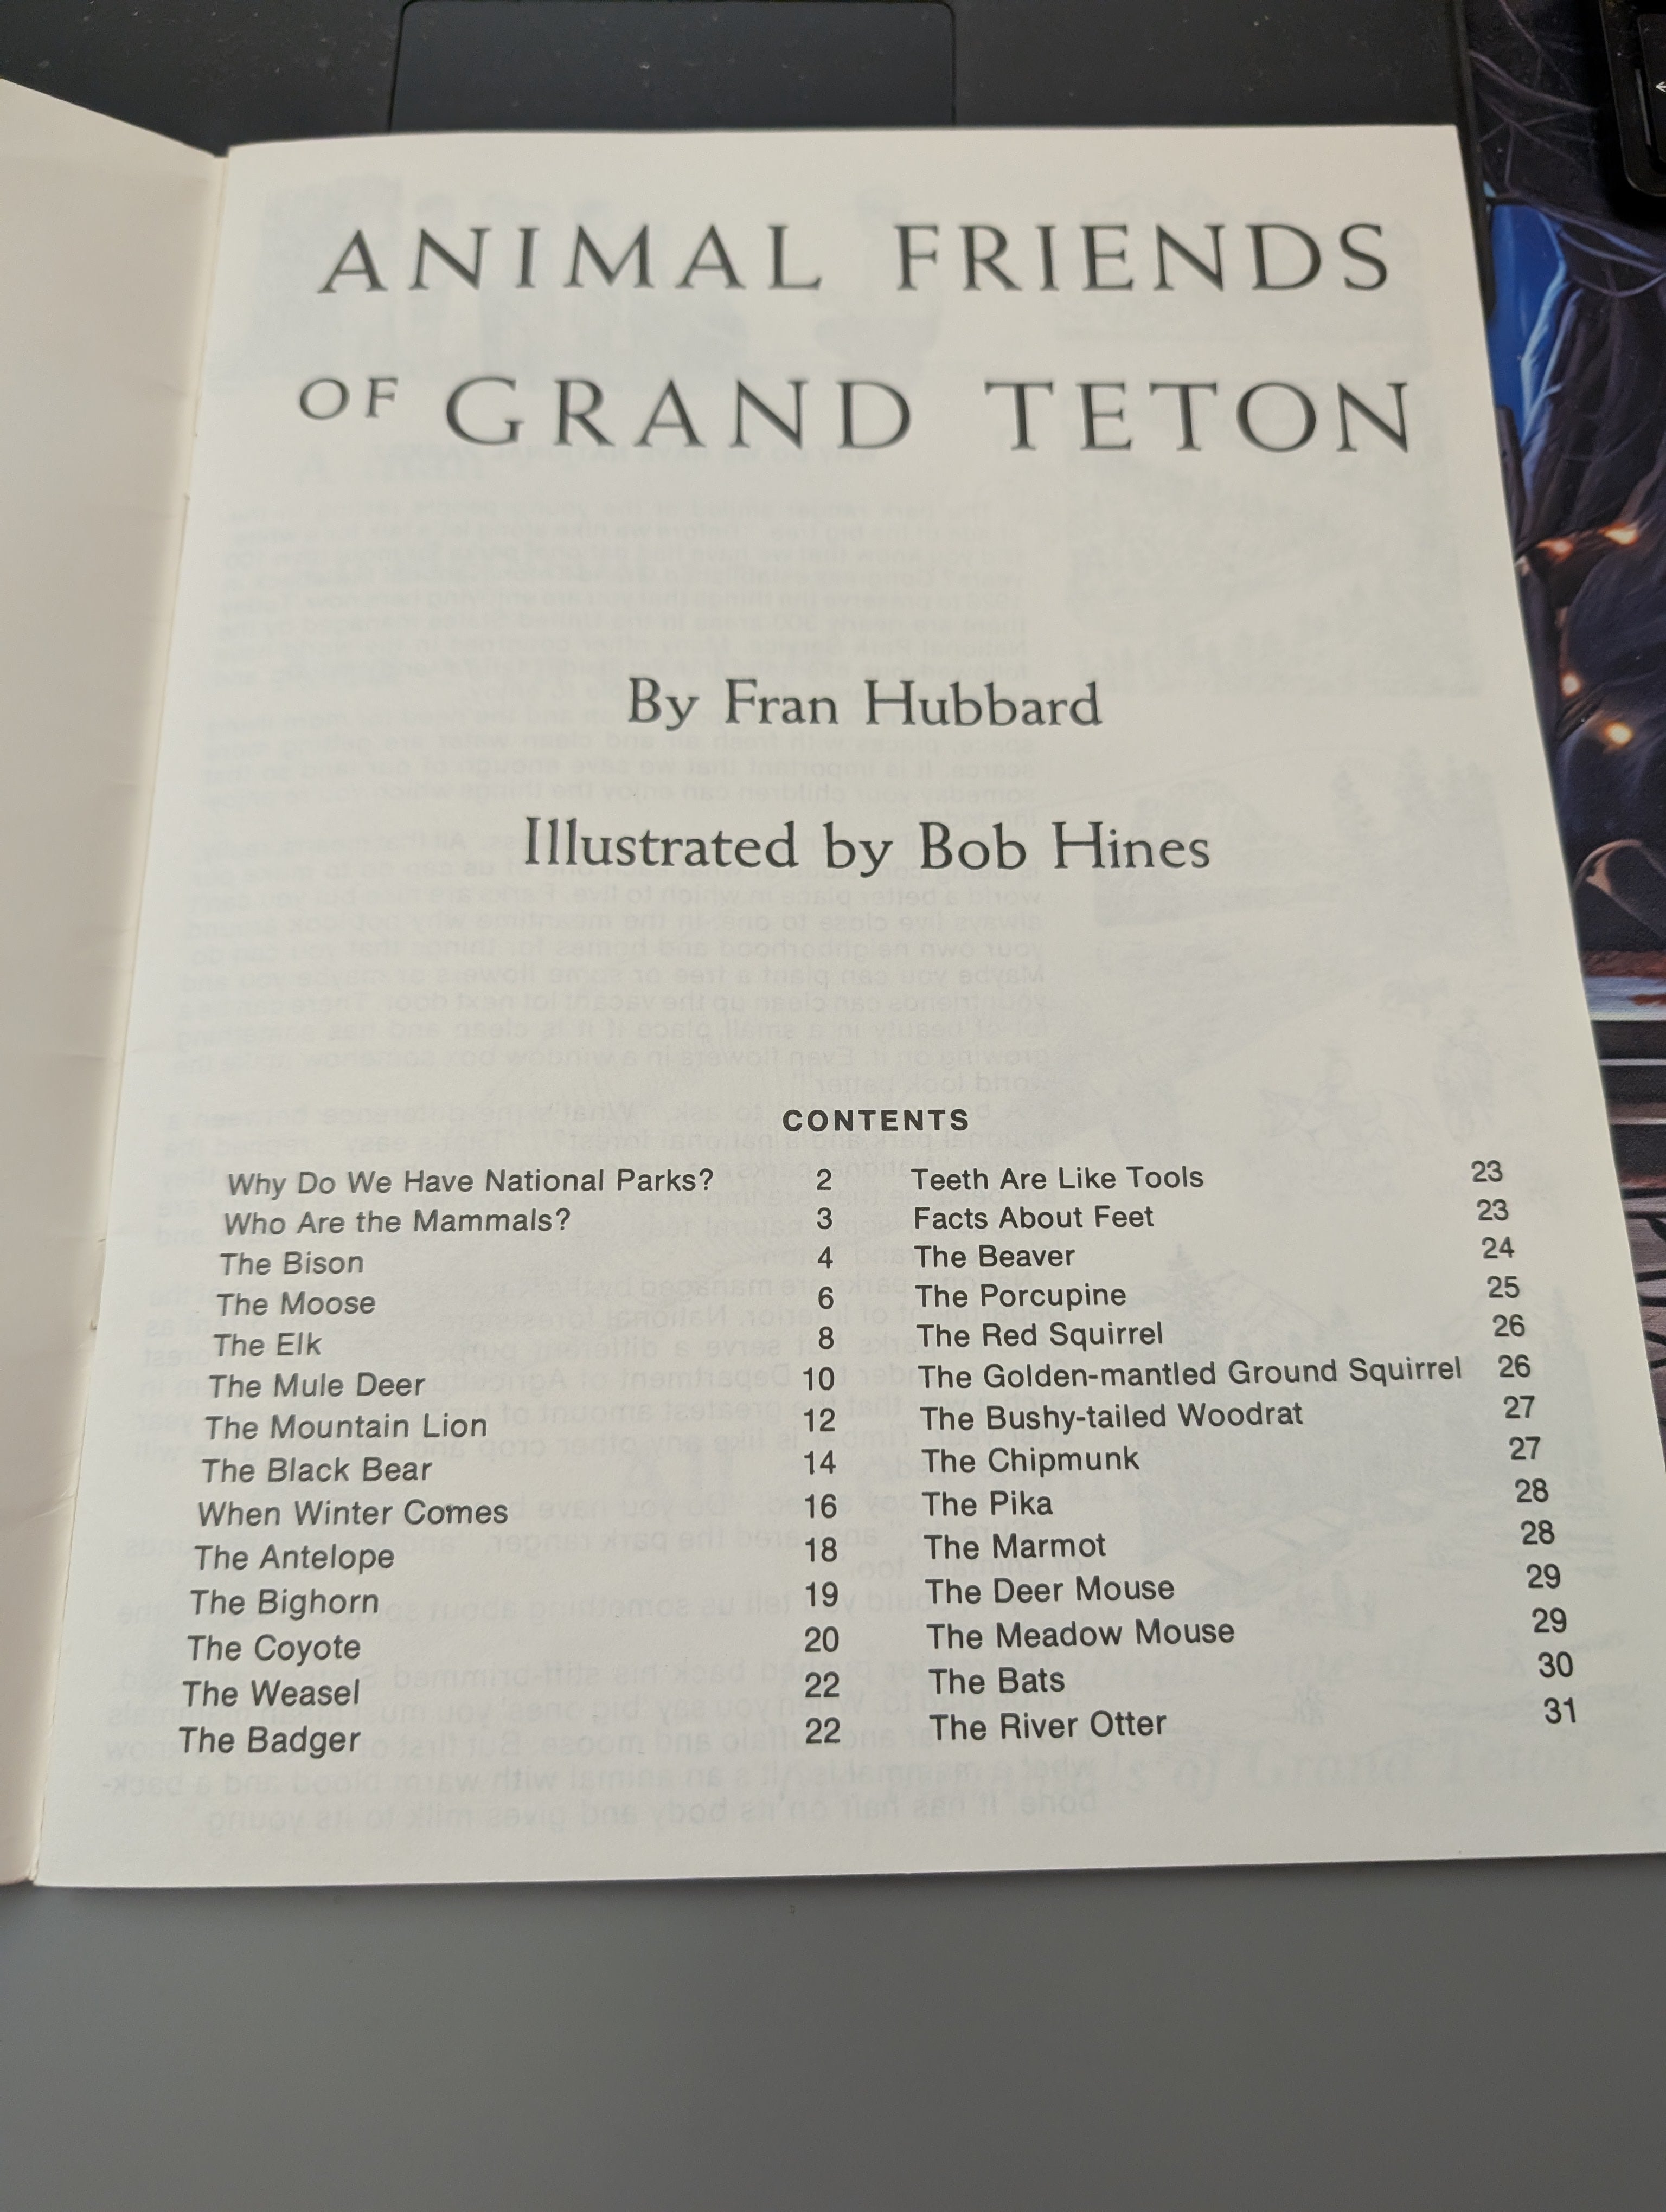 ANIMAL FRIENDS
OF GRAND TETON
By Fran Hubbard
Illustrated by Bob Hines
CONTENTS
Why Do We Have National Parks? 2
Who Are the Mammals? 3
The Bison 4
The Moose 6
The Elk 8
The Mule Deer 10
The Mountain Lion 12
The Black Bear 14
When Winter Comes 16
The Antelope 18
The Bighorn 19
The Coyote 20
The Weasel 22
The Badger 22
Teeth Are Like Tools 23
Facts About Feet 23
The Beaver 24
The Porcupine 25
The Red Squirrel 26
The Golden-mantled Ground Squirrel 26
The Bushy-tailed Woodrat 27
The Chipmunk 27
The Pika 28
The Marmot 28
The Deer Mouse 29
The Meadow Mouse 29
The Bats 30
The River Otter 31